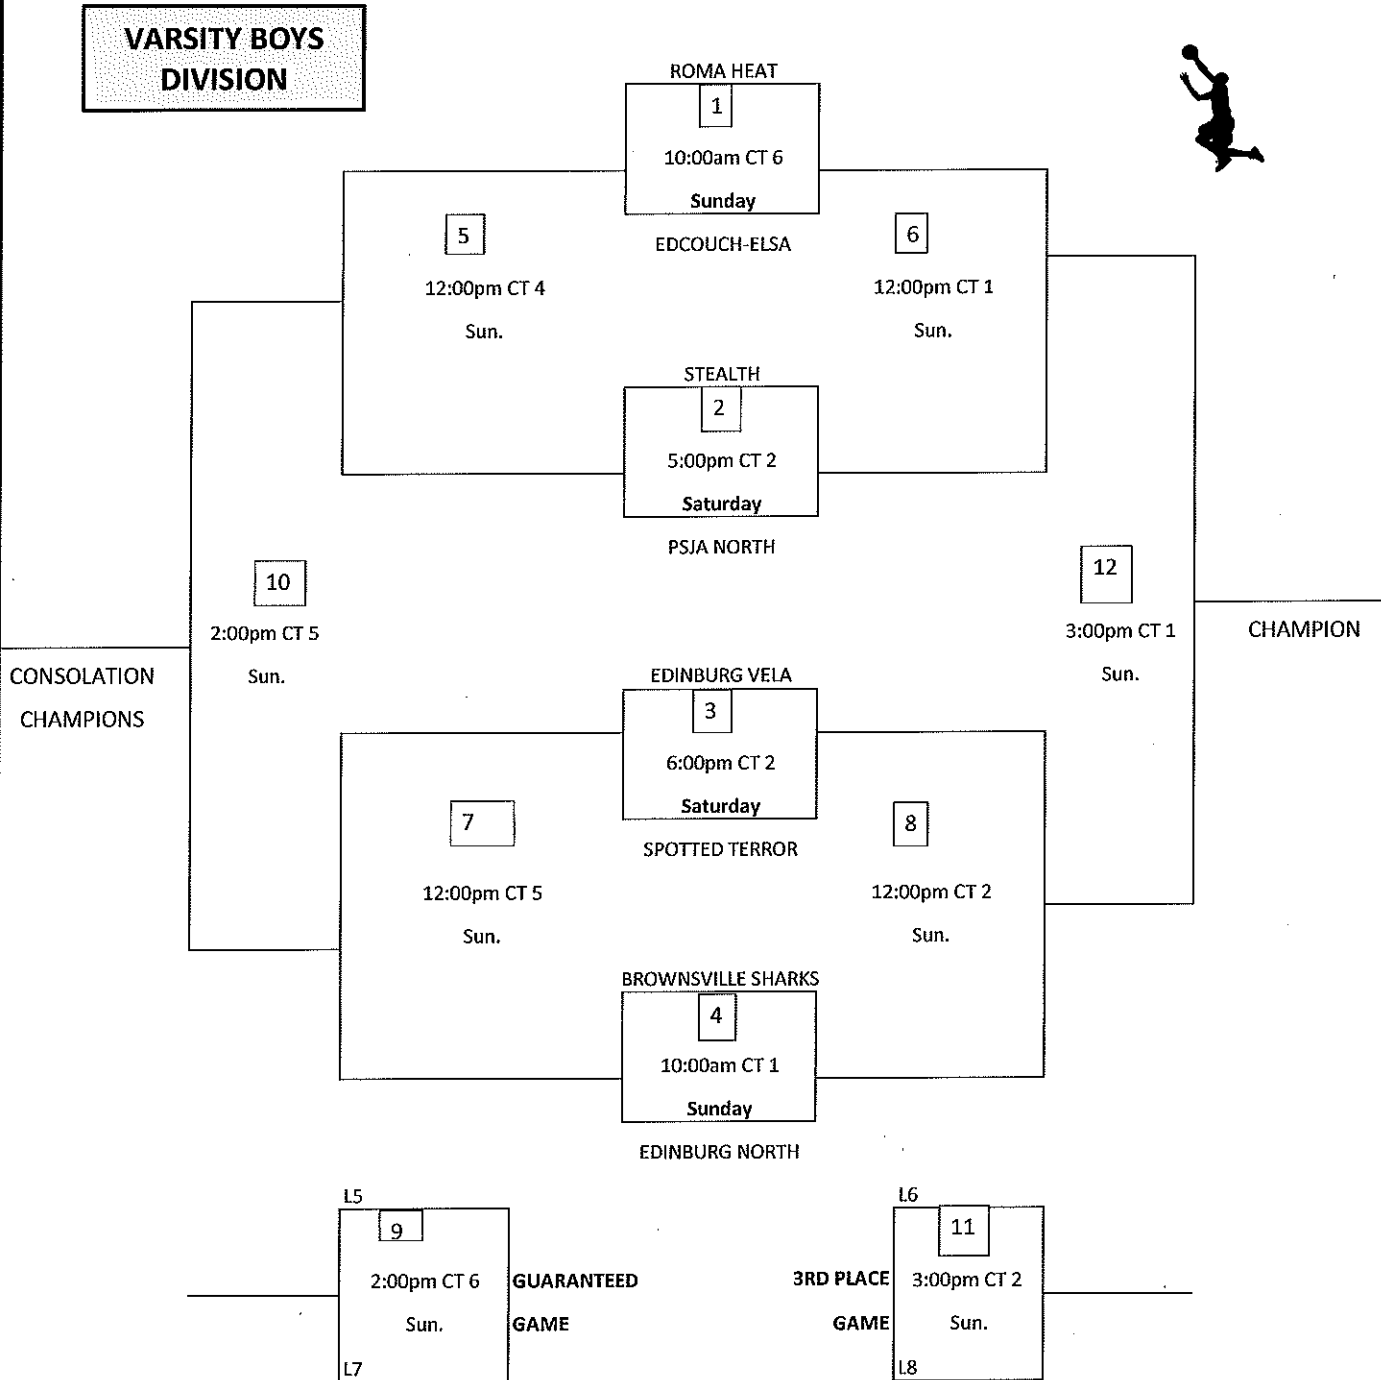 VARSITY BOYS
DIVISION
ROMA HEAT
1
10:00am CT 6
Sunday
EDCOUCH-ELSA
5
12:00pm CT 4
Sun.
6
12:00pm CT 1
Sun.
STEALTH
2
5:00pm CT 2
Saturday
PSJA NORTH
10
2:00pm CT 5
Sun.
CONSOLATION
CHAMPIONS
12
3:00pm CT 1
Sun.
CHAMPION
EDINBURG VELA
3
6:00pm CT 2
Saturday
SPOTTED TERROR
7
12:00pm CT 5
Sun.
8
12:00pm CT 2
Sun.
BROWNSVILLE SHARKS
4
10:00am CT 1
Sunday
EDINBURG NORTH
L5
9
2:00pm CT 6
Sun.
L7
GUARANTEED
GAME
3RD PLACE
GAME
L6
11
3:00pm CT 2
Sun.
L8